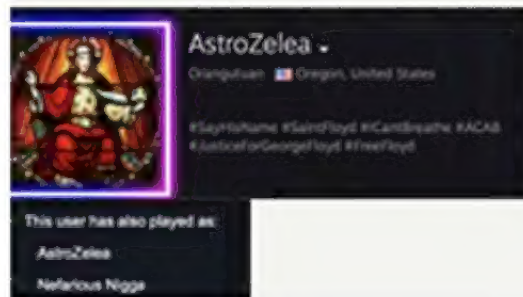 AstroZelea
Orangutuan Oregon, United States
#SayHisName #SaintFloyd #ICantBreathe #ACAB
#JusticeForGeorgeFloyd #FreeFloyd
This user has also played as:
AstroZelea
Nefarious Nigga